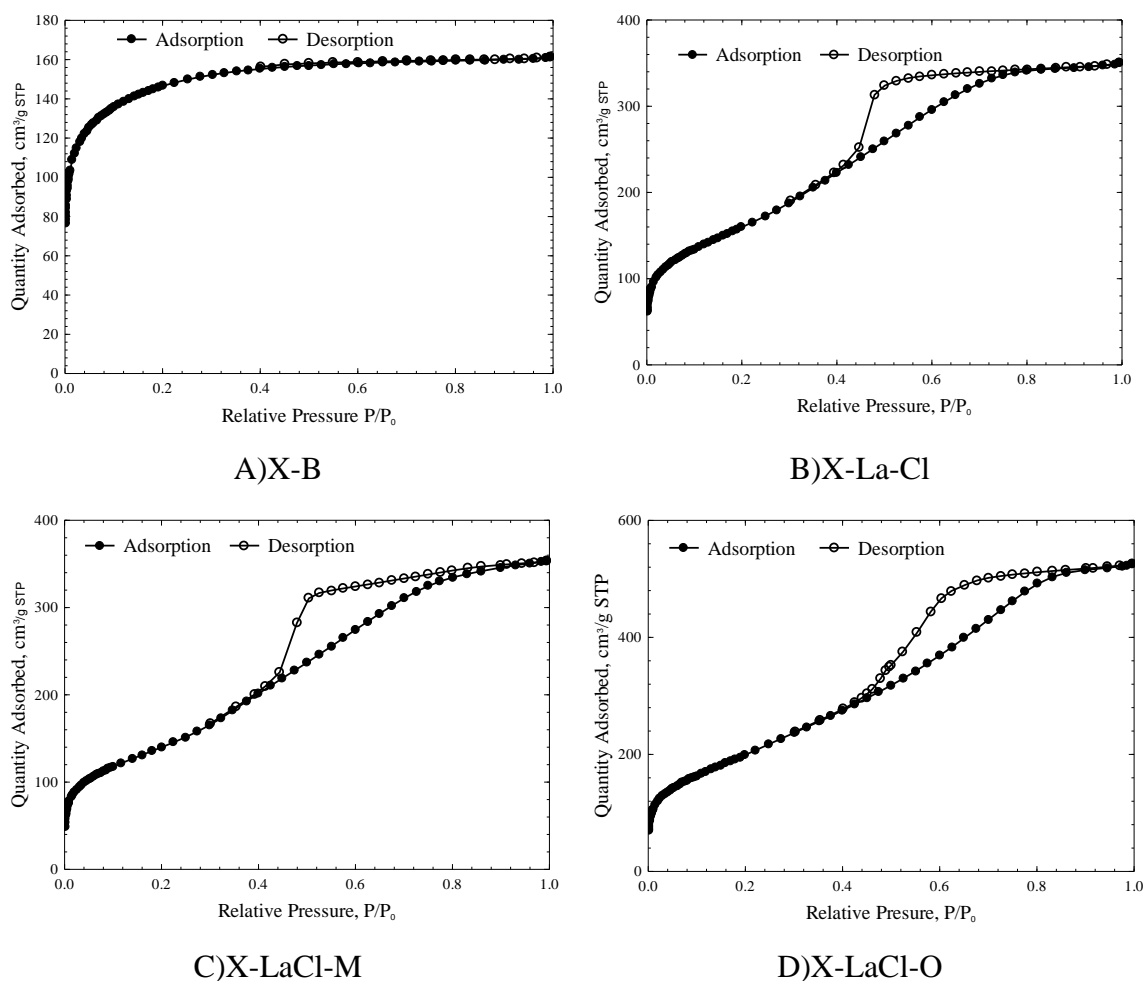 Adsorption Desorption
Quantity Adsorbed, cm³/g STP
180
160
140
120
100
80
60
40
20
0
0.0 0.2 0.4 0.6 0.8 1.0
Relative Pressure P/P₀
A)X-B
Adsorption Desorption
Quantity Adsorbed, cm³/g STP
400
300
200
100
0
0.0 0.2 0.4 0.6 0.8 1.0
Relative Pressure, P/P₀
B)X-La-Cl
Adsorption Desorption
Quantity Adsorbed, cm³/g STP
400
300
200
100
0
0.0 0.2 0.4 0.6 0.8 1.0
Relative Pressure, P/P₀
C)X-LaCl-M
Adsorption Desorption
Quantity Adsorbed, cm³/g STP
600
400
200
0
0.0 0.2 0.4 0.6 0.8 1.0
Relative Presure, P/P₀
D)X-LaCl-O